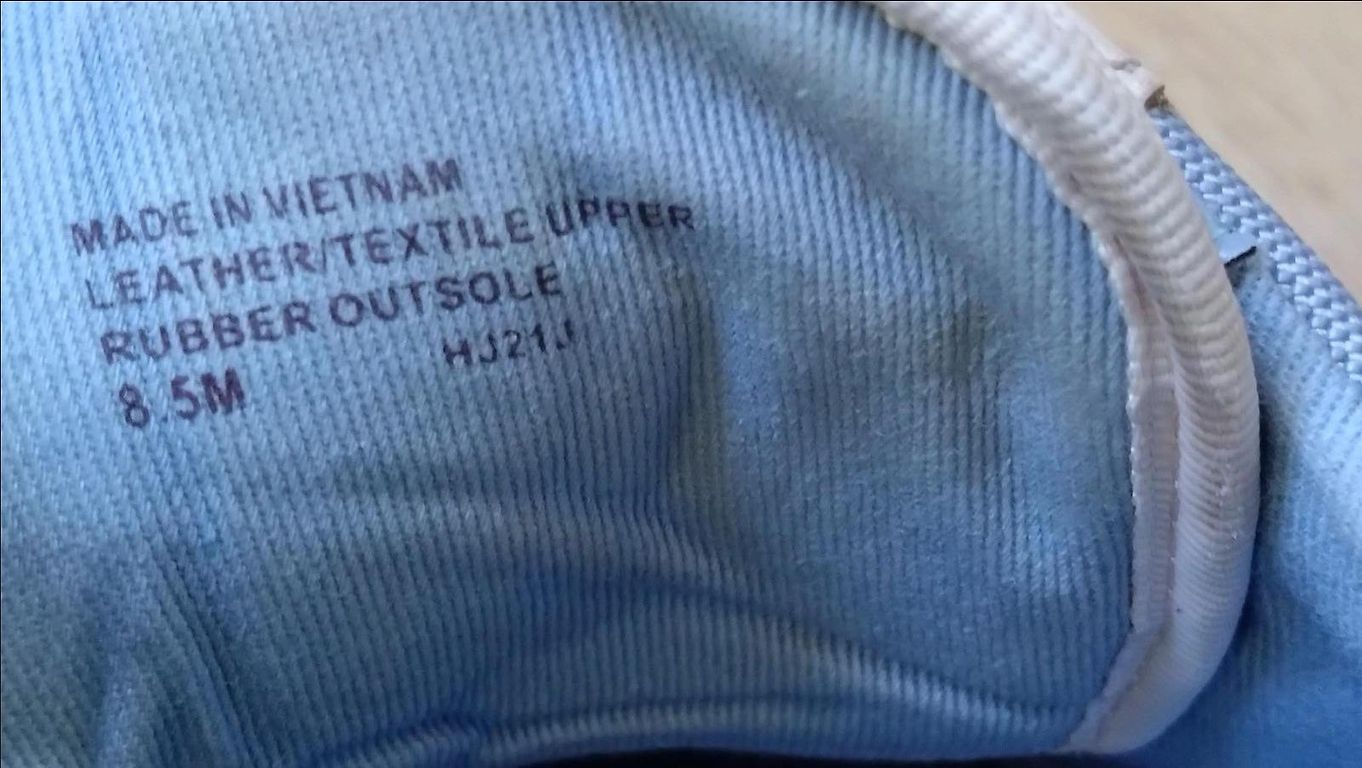 MADE IN VIETNAM
LEATHER/TEXTILE UPPER
RUBBER OUTSOLE
HJ21J
8.5M